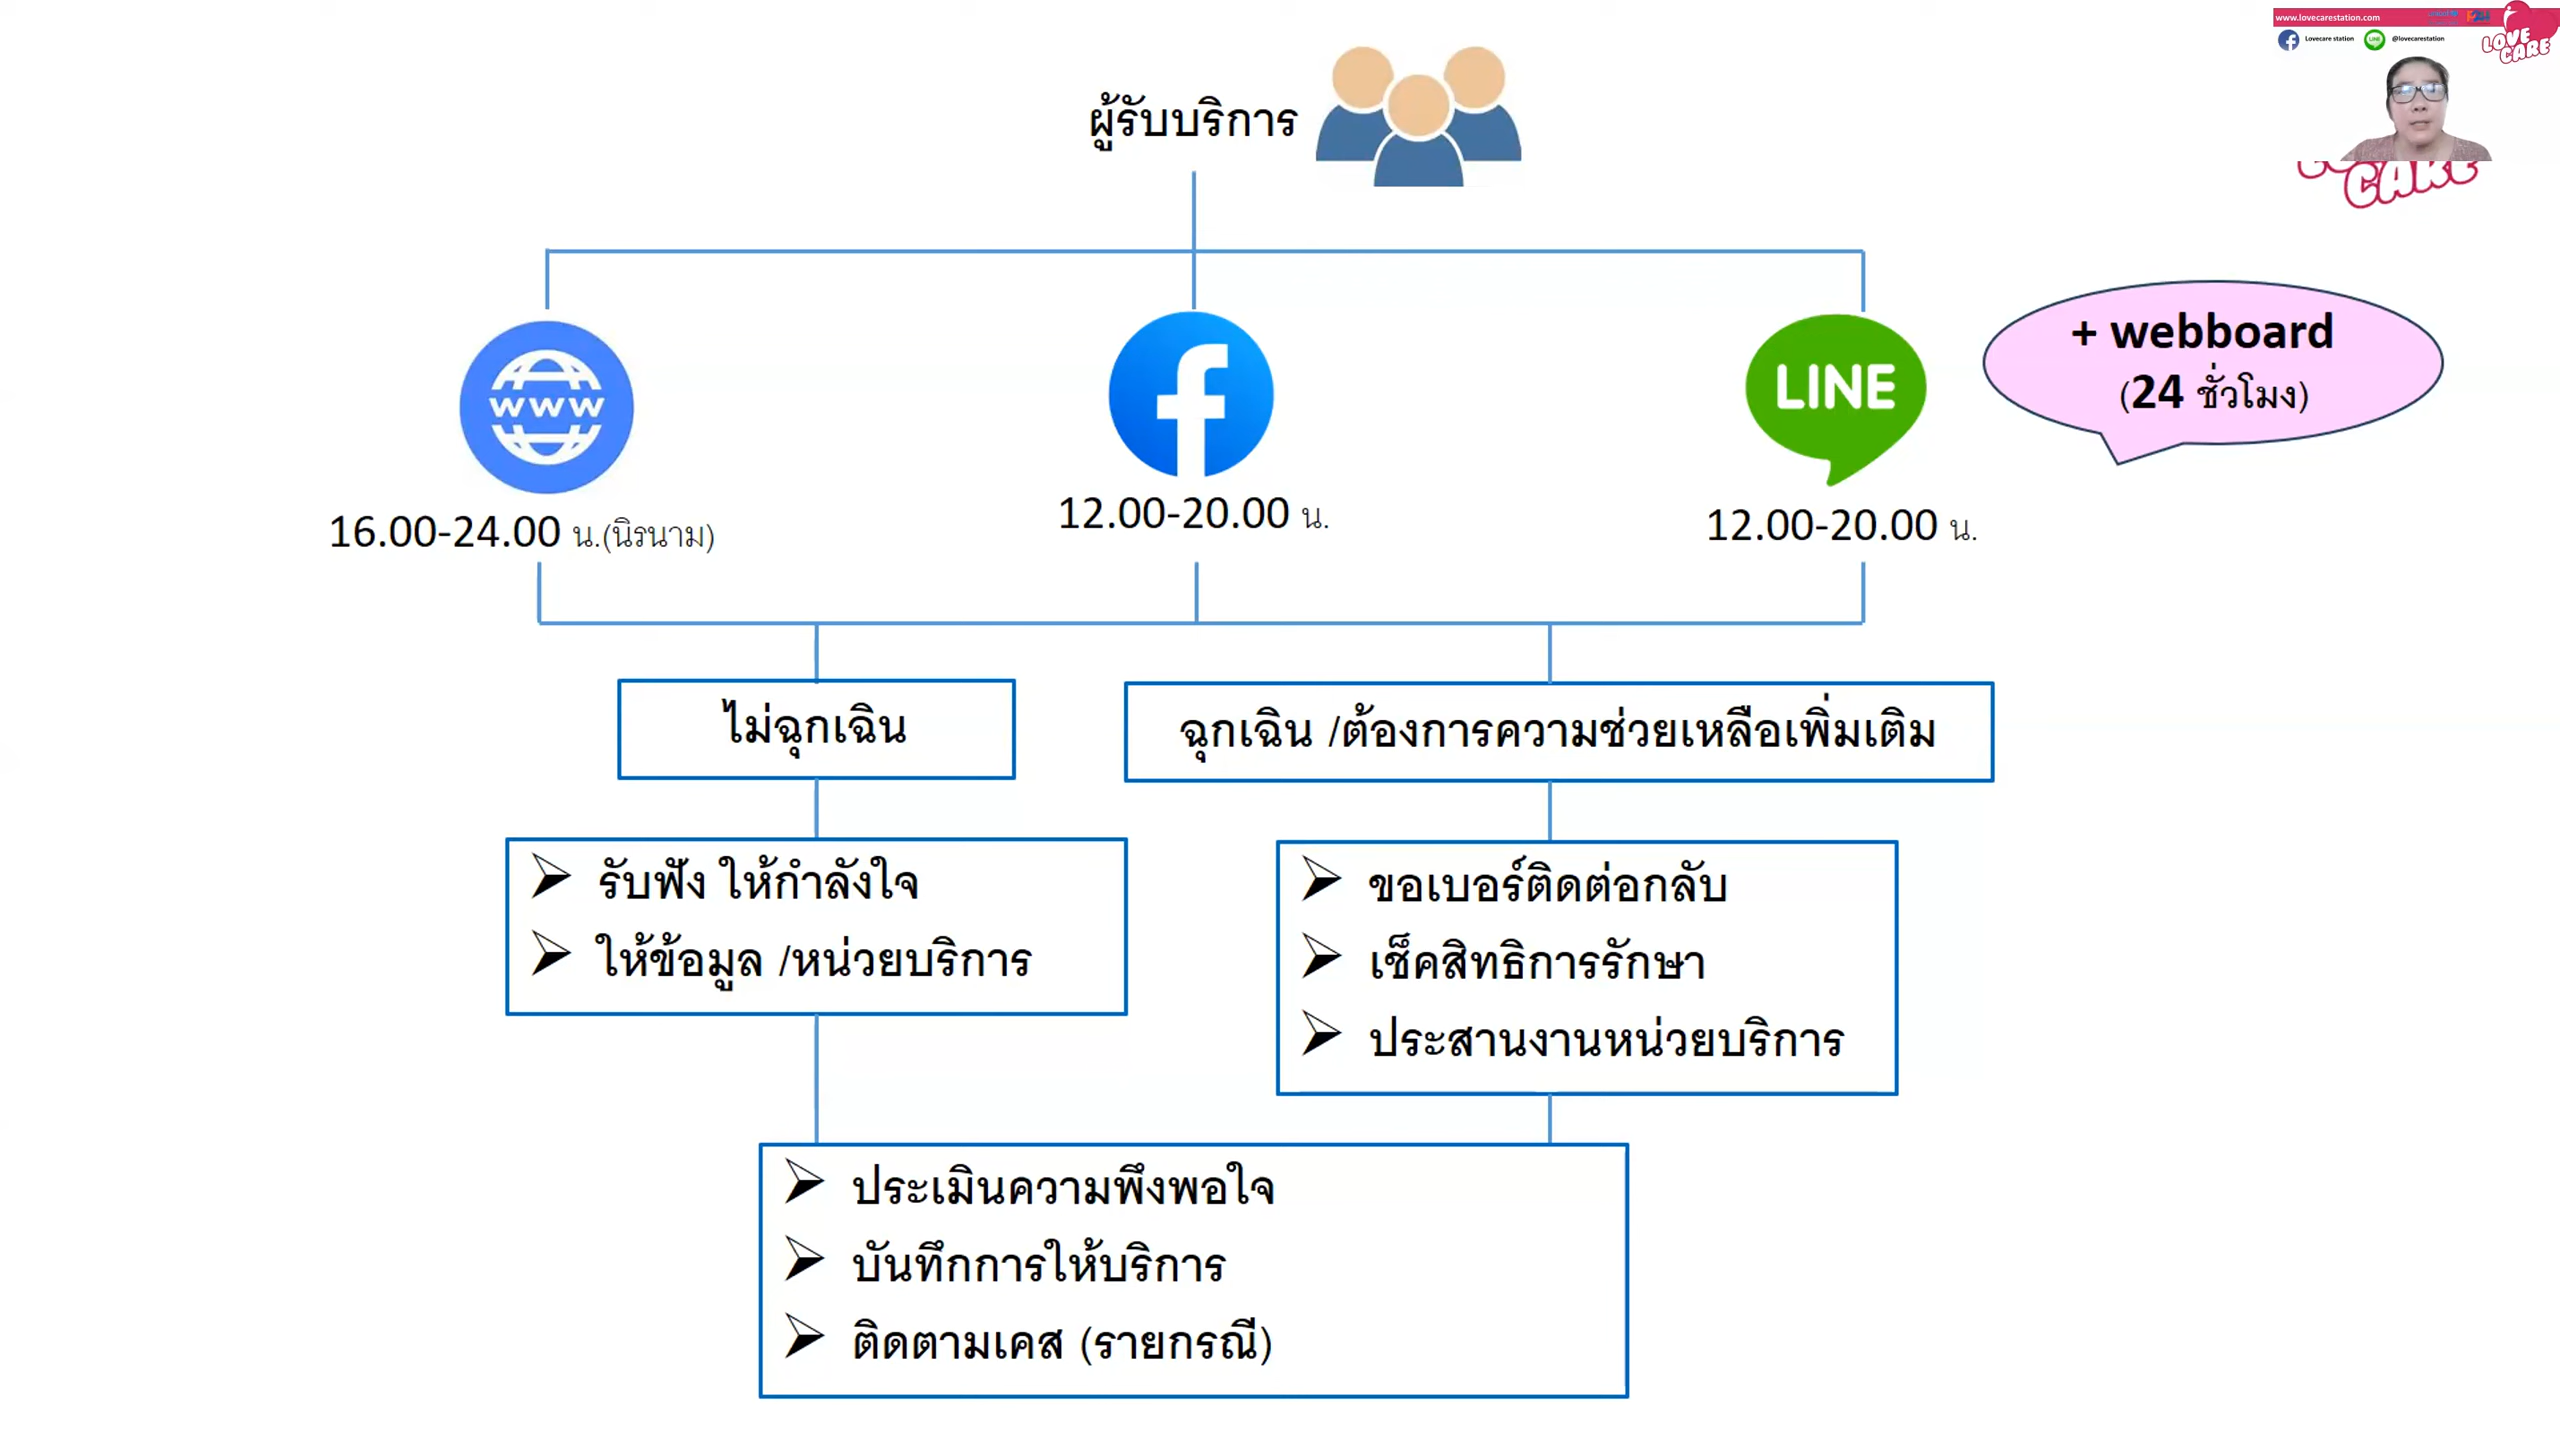 www.lovecarestation.com
Lovecare station
@lovecarestation
LOVE
CARE
CARE
ผู้รับบริการ
www
LINE
+ webboard
(24 ชั่วโมง)
16.00-24.00 น.(นิรนาม)
12.00-20.00 น.
12.00-20.00 น.
ไม่ฉุกเฉิน
ฉุกเฉิน /ต้องการความช่วยเหลือเพิ่มเติม
รับฟัง ให้กำลังใจ
ให้ข้อมูล /หน่วยบริการ
ขอเบอร์ติดต่อกลับ
เช็คสิทธิการรักษา
ประสานงานหน่วยบริการ
ประเมินความพึงพอใจ
บันทึกการให้บริการ
ติดตามเคส (รายกรณี)